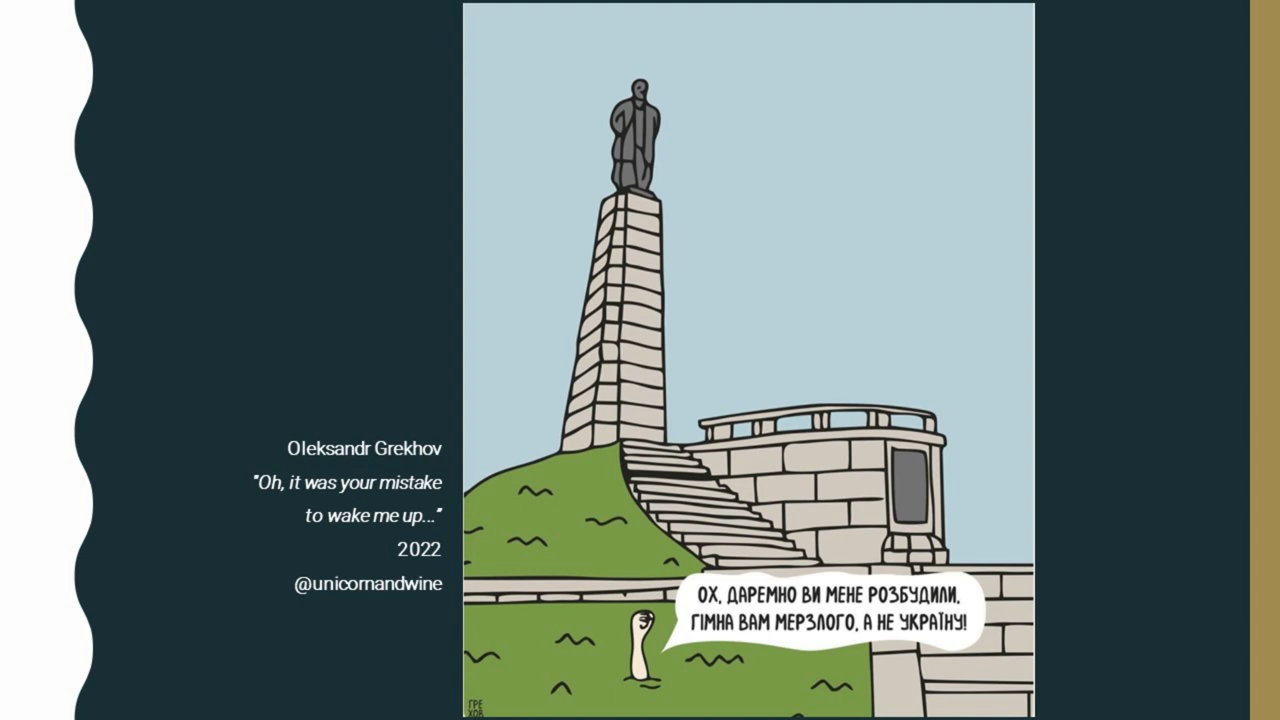 Oleksandr Grekhov
"Oh, it was your mistake
to wake me up..."
2022
@unicornandwine
ОХ, ДАРЕМНО ВИ МЕНЕ РОЗБУДИЛИ,
ГІМНА ВАМ МЕРЗЛОГО, А НЕ УКРАЇНУ!
ГРЕ
ХОВ